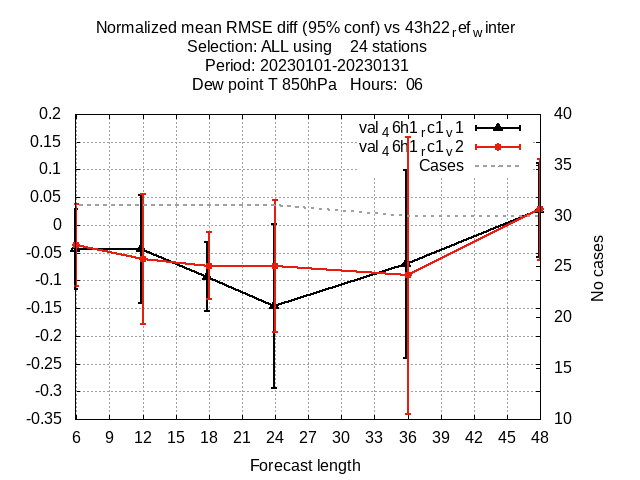 Normalized mean RMSE diff (95% conf) vs 43h22refwinter
Selection: ALL using 24 stations
Period: 20230101-20230131
Dew point T 850hPa Hours: 06
0.2
0.15
0.1
0.05
0
-0.05
-0.1
-0.15
-0.2
-0.25
-0.3
-0.35
val46h1rc1v1
val46h1rc1v2
Cases
40
35
30
25
20
15
10
No cases
6 9 12 15 18 21 24 27 30 33 36 39 42 45 48
Forecast length